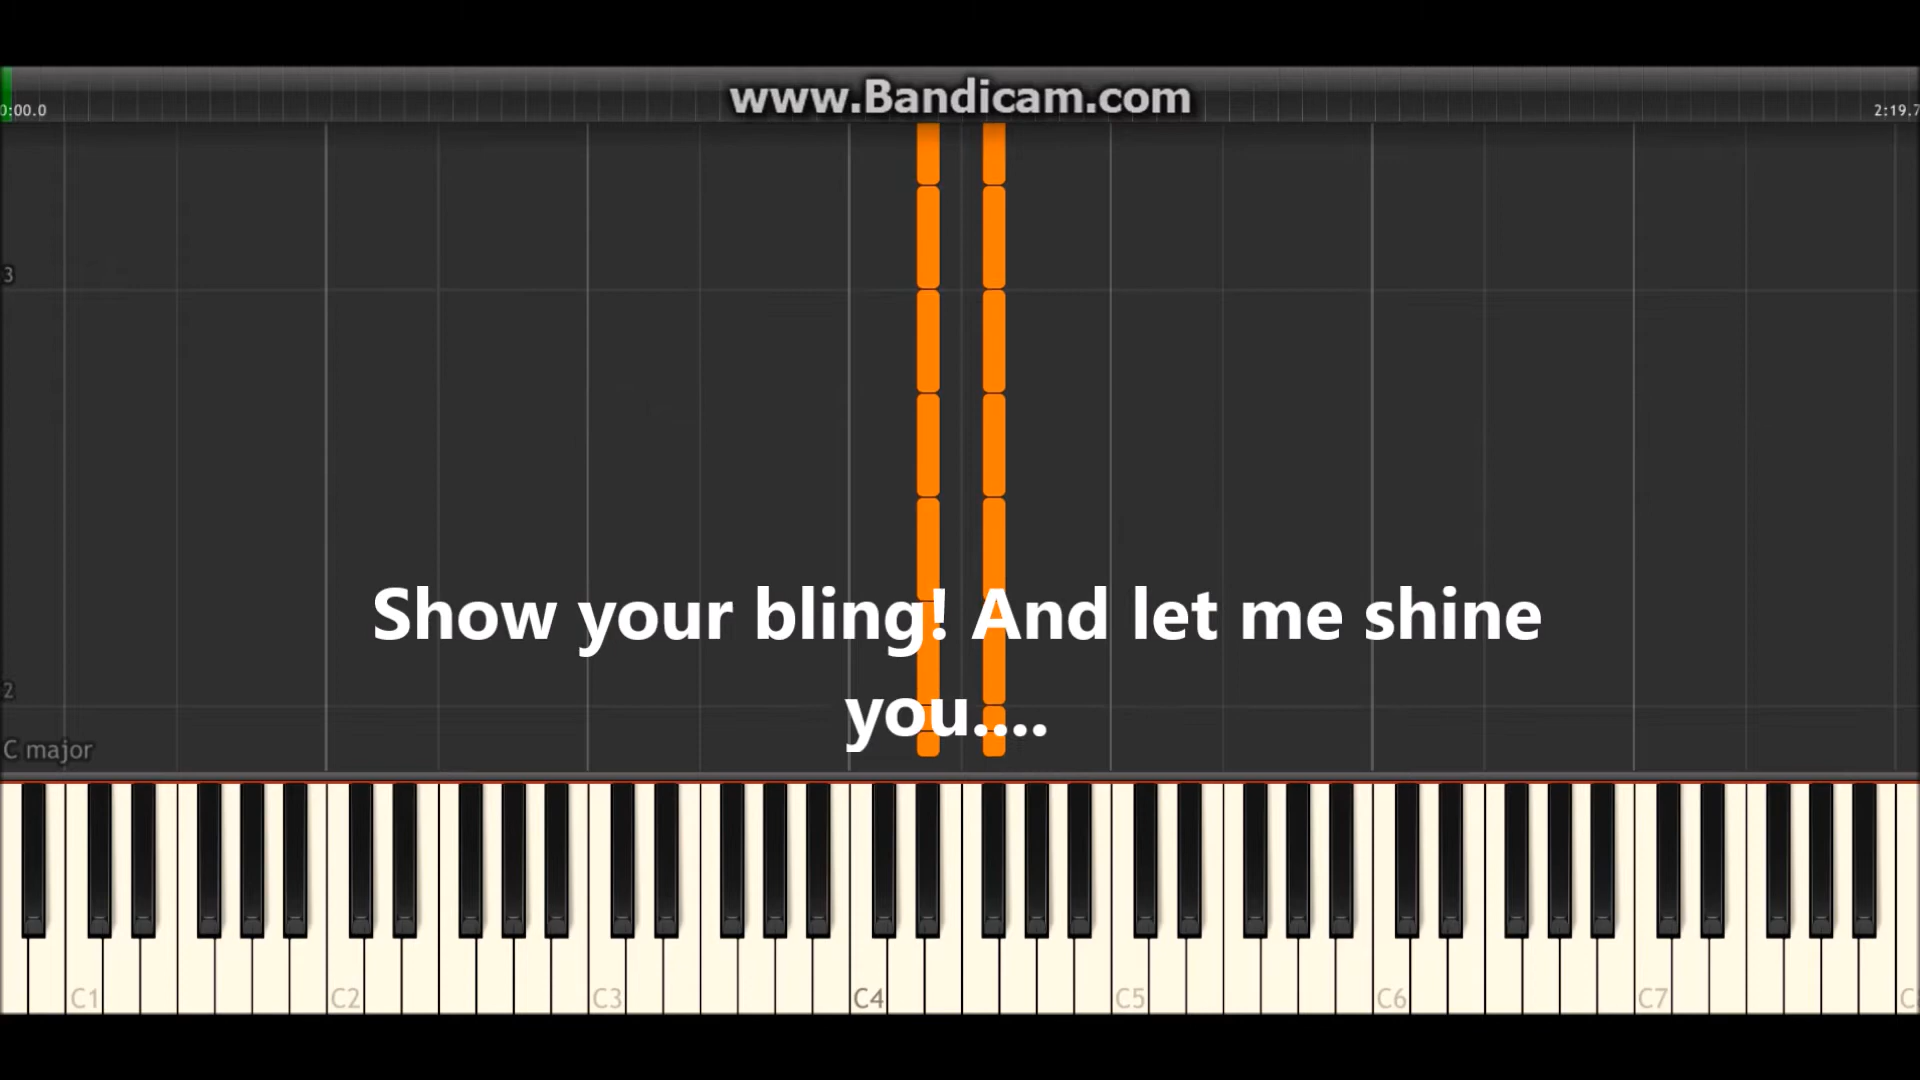 www.Bandicam.com
0:00.0
2:19.7
3
Show your bling! And let me shine
you....
2
C major
C1
C2
C3
C4
C5
C6
C7